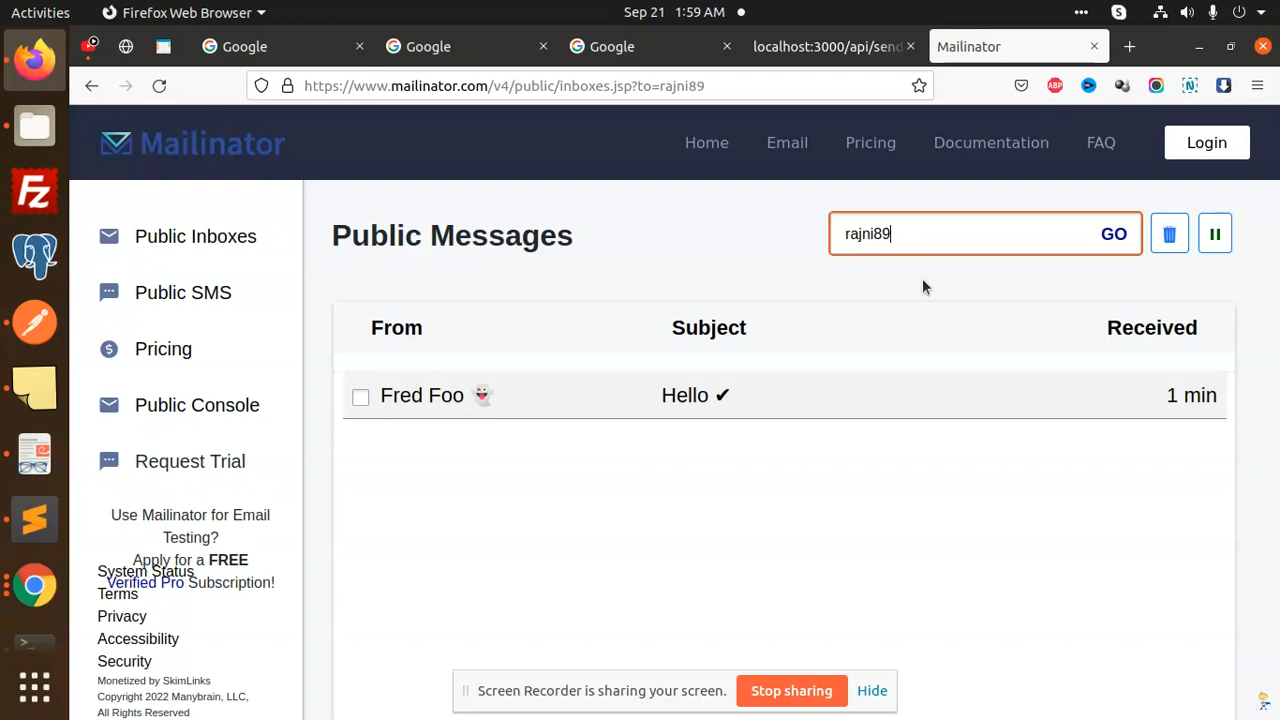 Activities
Firefox Web Browser
Sep 21 1:59 AM
Google
Google
Google
localhost:3000/api/send
Mailinator
https://www.mailinator.com/v4/public/inboxes.jsp?to=rajni89
ABP
N
Mailinator
Home
Email
Pricing
Documentation
FAQ
Login
Fz
Public Inboxes
Public SMS
Pricing
Public Console
Request Trial
Use Mailinator for Email
Testing?
Apply for a FREE
Verified Pro Subscription!
System Status
Terms
Privacy
Accessibility
Security
Monetized by SkimLinks
Copyright 2022 Manybrain, LLC,
All Rights Reserved
Public Messages
rajni89
GO
From
Subject
Received
Fred Foo 👻
Hello ✔
1 min
Screen Recorder is sharing your screen.
Stop sharing
Hide